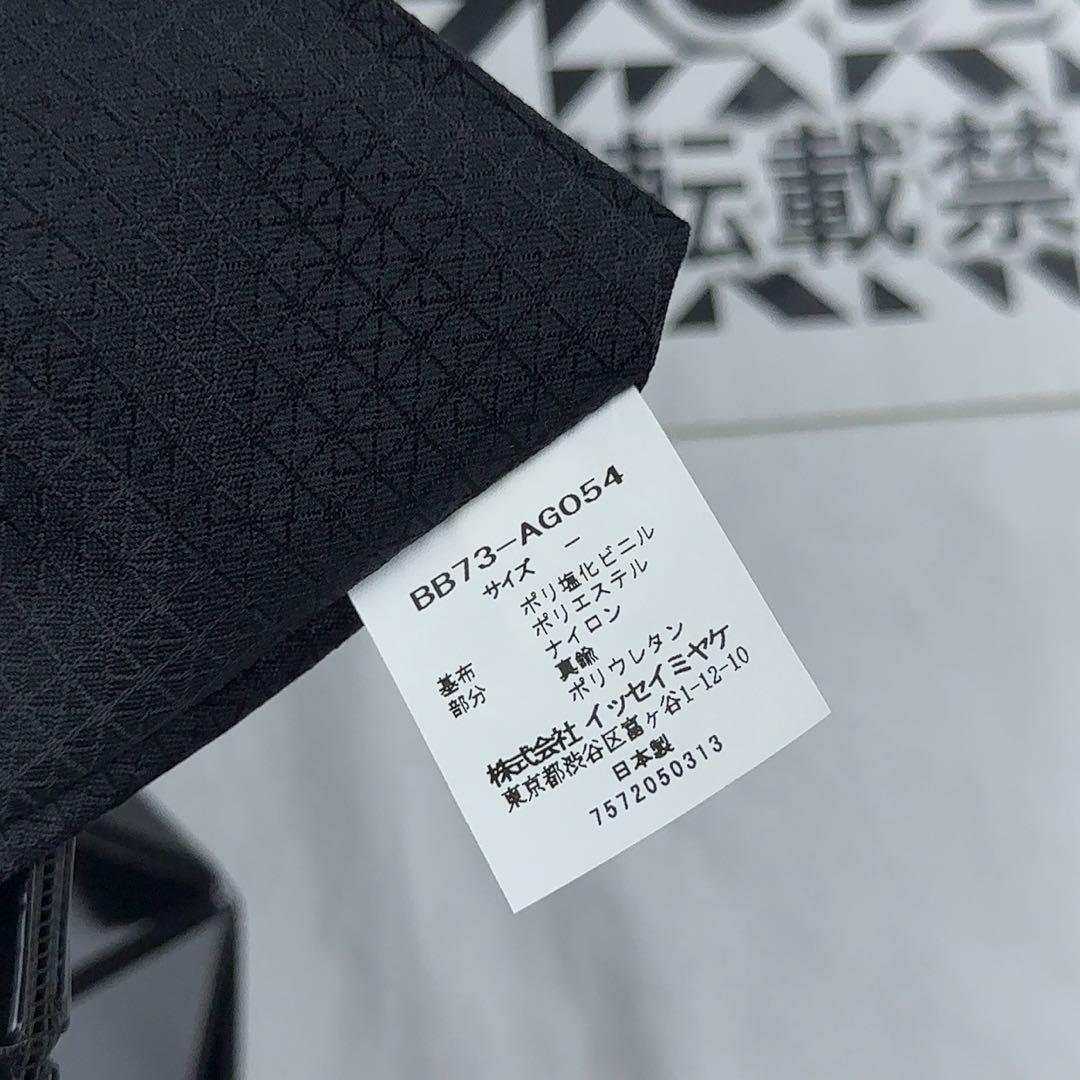 転載禁
BB73-AG054
サイズ -
ポリ塩化ビニル
ポリエステル
ナイロン
基布 真鍮
部分 ポリウレタン
株式会社 イッセイミヤケ
東京都渋谷区富ヶ谷1-12-10
日本製
7572050313